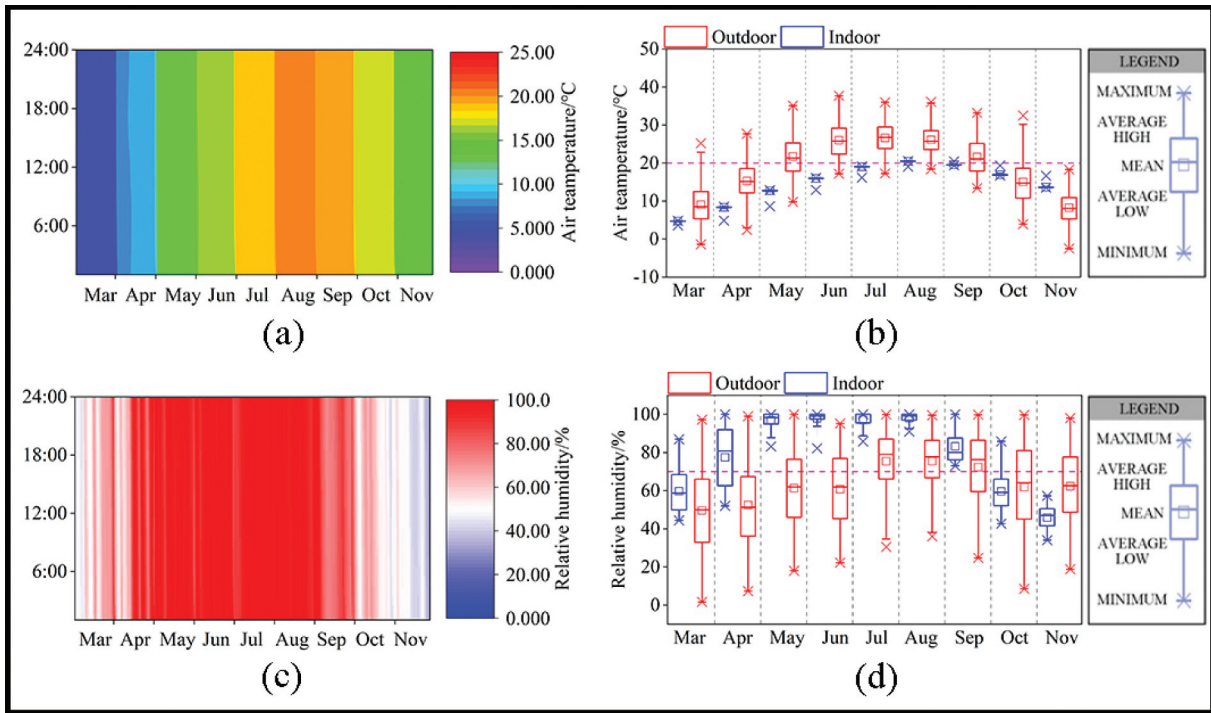 24:00
18:00
12:00
6:00
Mar Apr May Jun Jul Aug Sep Oct Nov
25.00
20.00
15.00
10.00
5.000
0.000
Air teamperature/°C
(a)
Outdoor Indoor
50
40
30
20
10
0
-10
Air teamperature/°C
Mar Apr May Jun Jul Aug Sep Oct Nov
LEGEND
MAXIMUM
AVERAGE
HIGH
MEAN
AVERAGE
LOW
MINIMUM
(b)
24:00
18:00
12:00
6:00
Mar Apr May Jun Jul Aug Sep Oct Nov
100.0
80.00
60.00
40.00
20.00
0.000
Relative humidity/%
(c)
Outdoor Indoor
100
80
60
40
20
0
Relative humidity/%
Mar Apr May Jun Jul Aug Sep Oct Nov
LEGEND
MAXIMUM
AVERAGE
HIGH
MEAN
AVERAGE
LOW
MINIMUM
(d)